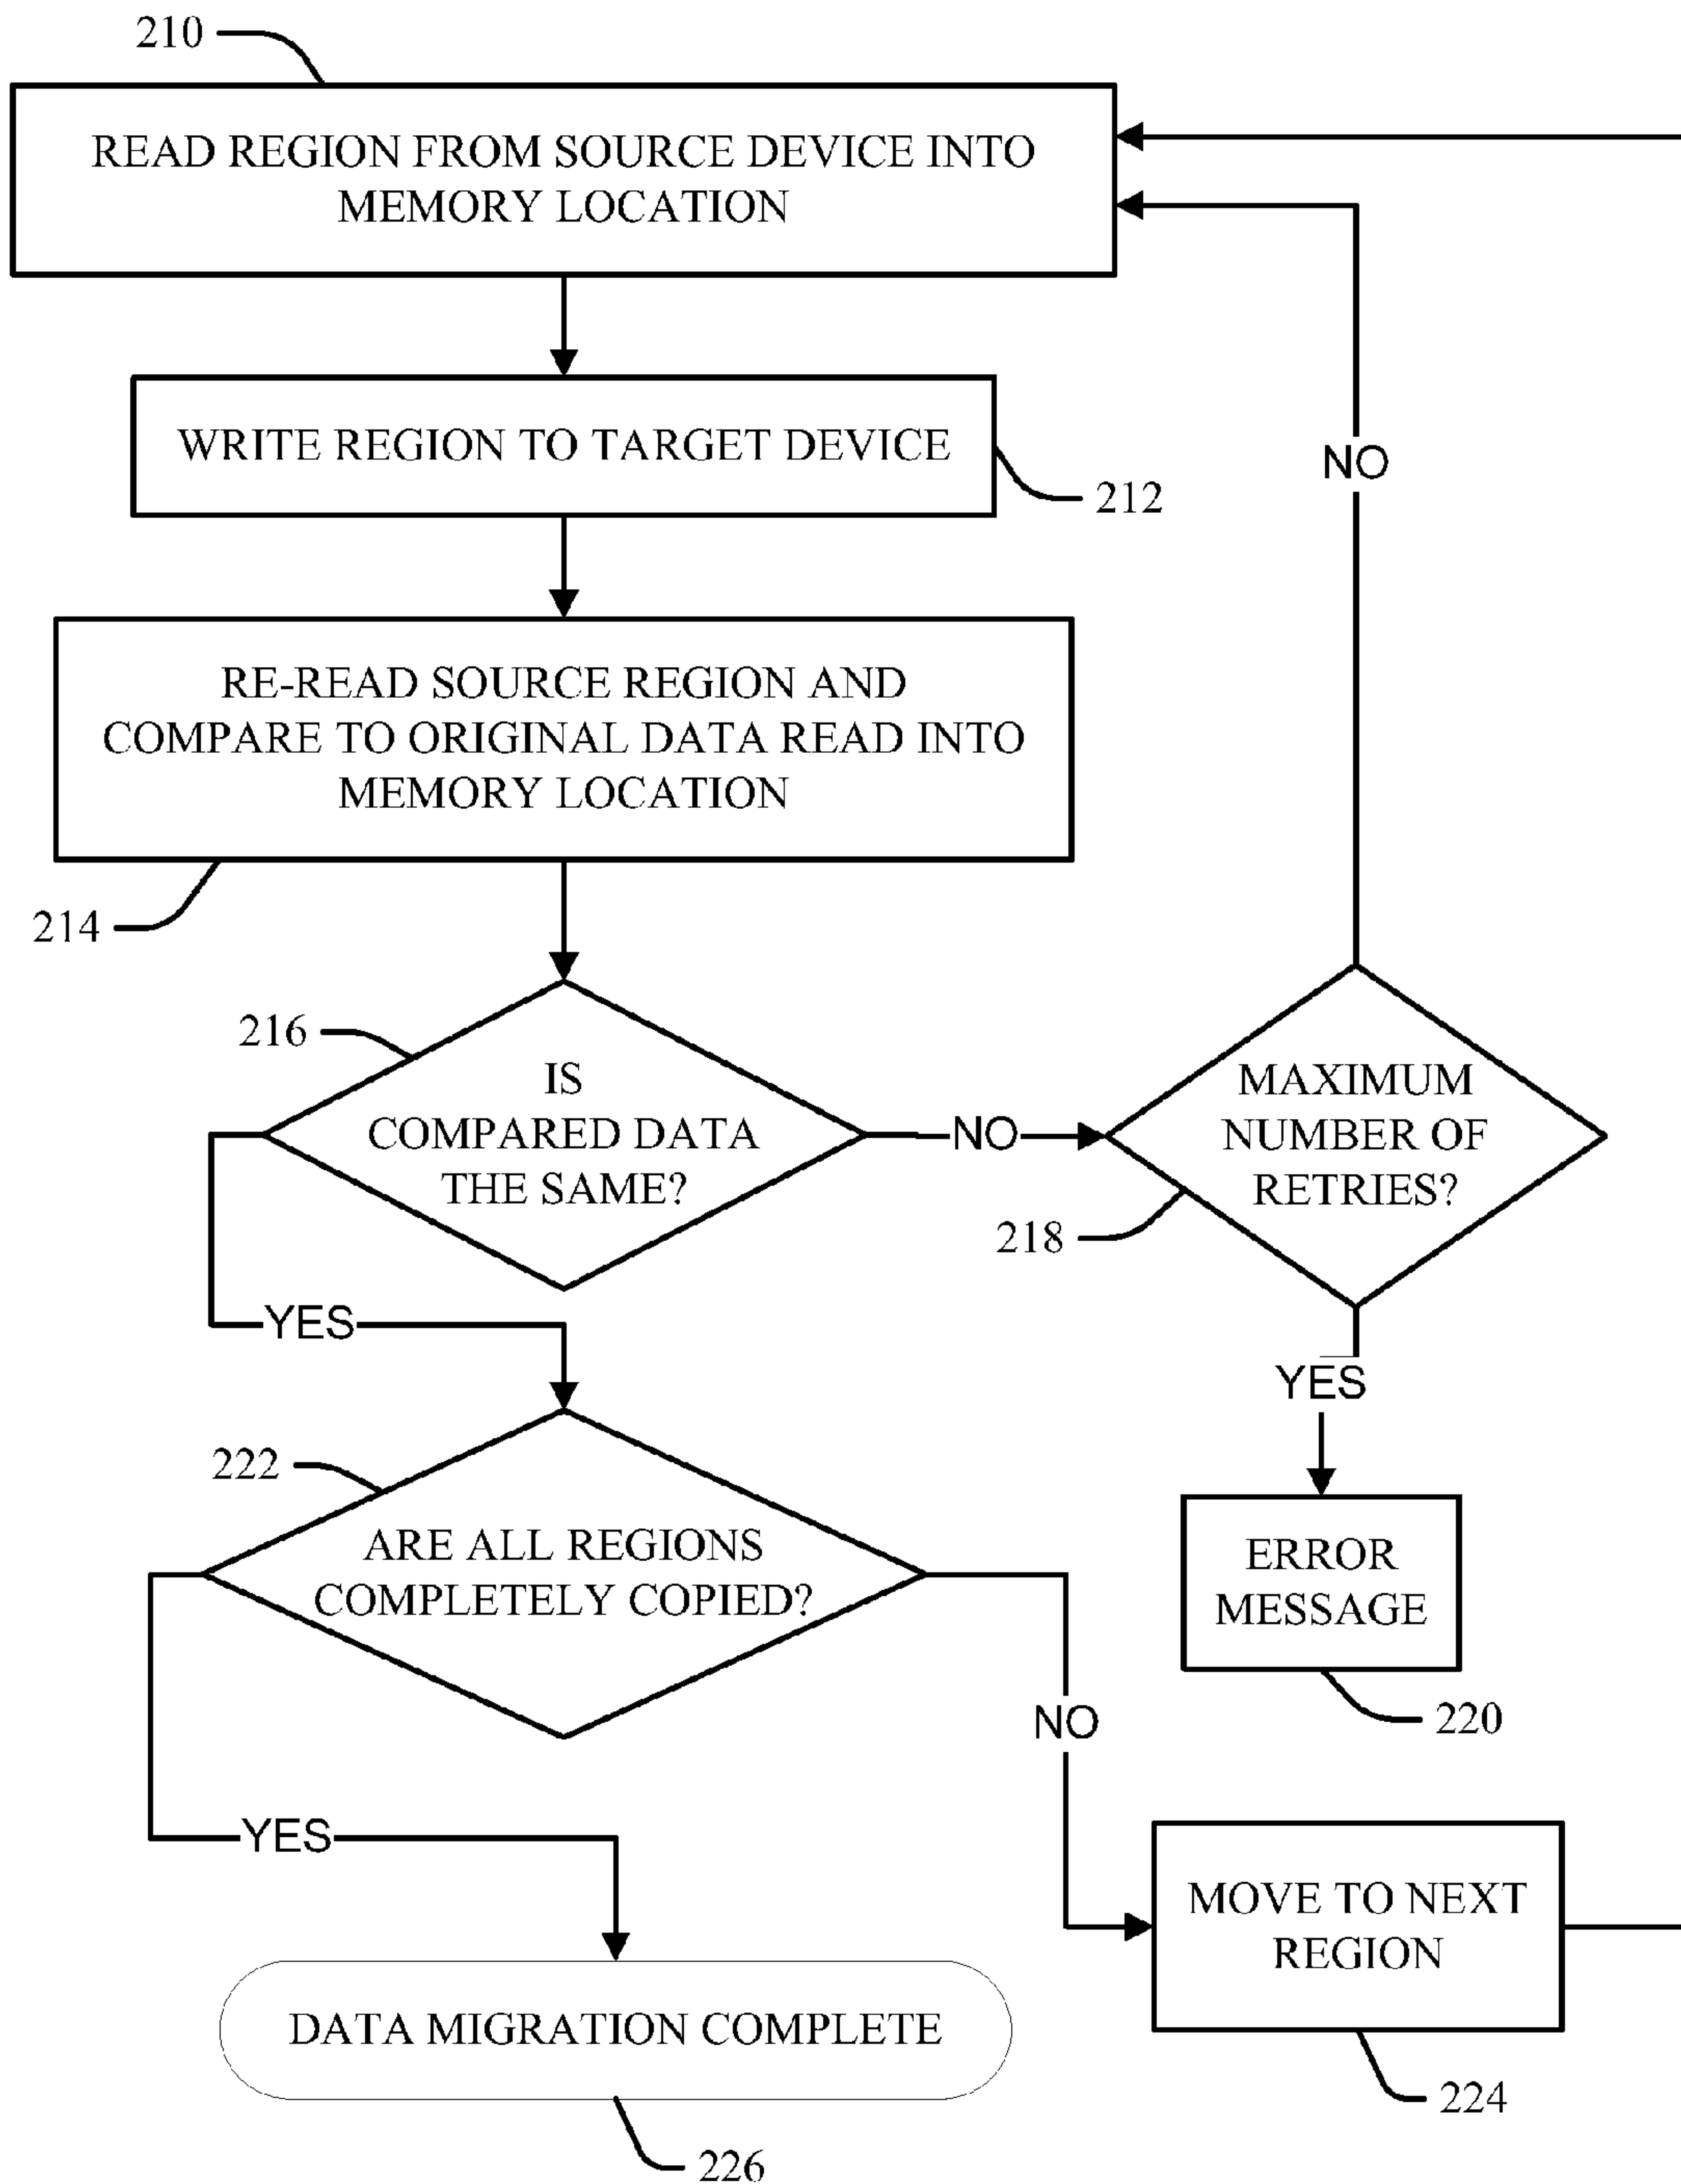 210
READ REGION FROM SOURCE DEVICE INTO
MEMORY LOCATION
WRITE REGION TO TARGET DEVICE
NO
212
RE-READ SOURCE REGION AND
COMPARE TO ORIGINAL DATA READ INTO
MEMORY LOCATION
214
216
IS
COMPARED DATA
THE SAME?
NO
MAXIMUM
NUMBER OF
RETRIES?
218
YES
YES
222
ARE ALL REGIONS
COMPLETELY COPIED?
ERROR
MESSAGE
220
NO
YES
MOVE TO NEXT
REGION
DATA MIGRATION COMPLETE
224
226